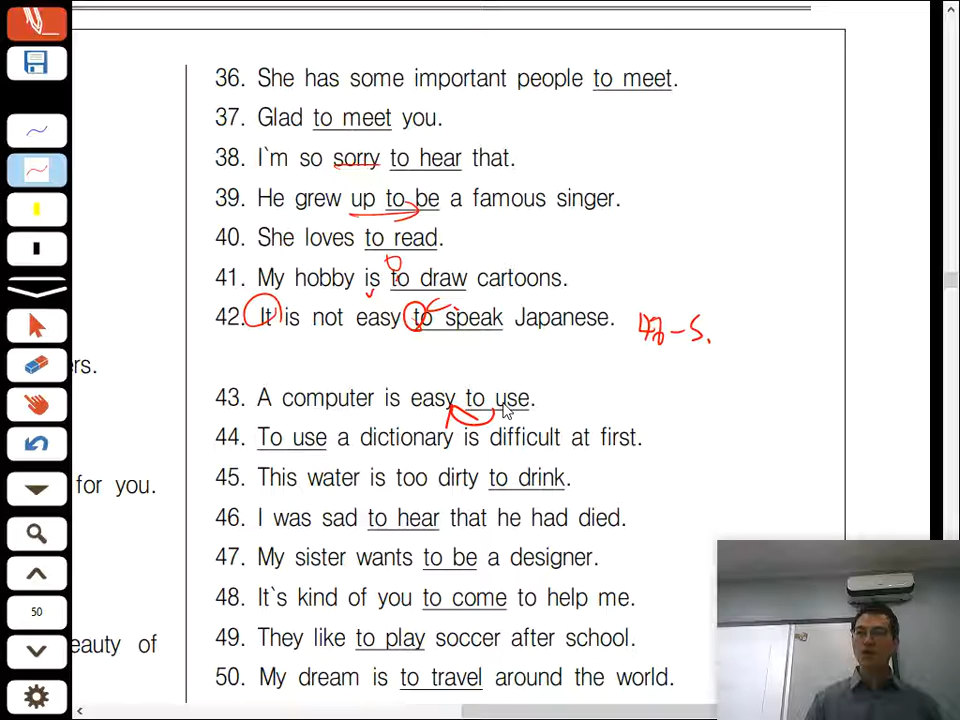 36. She has some important people to meet.
37. Glad to meet you.
38. I`m so sorry to hear that.
39. He grew up to be a famous singer.
40. She loves to read.
41. My hobby is to draw cartoons.
42. It is not easy to speak Japanese.
ers.
43. A computer is easy to use.
44. To use a dictionary is difficult at first.
45. This water is too dirty to drink.
for you.
46. I was sad to hear that he had died.
47. My sister wants to be a designer.
48. It`s kind of you to come to help me.
50
49. They like to play soccer after school.
eauty of
50. My dream is to travel around the world.